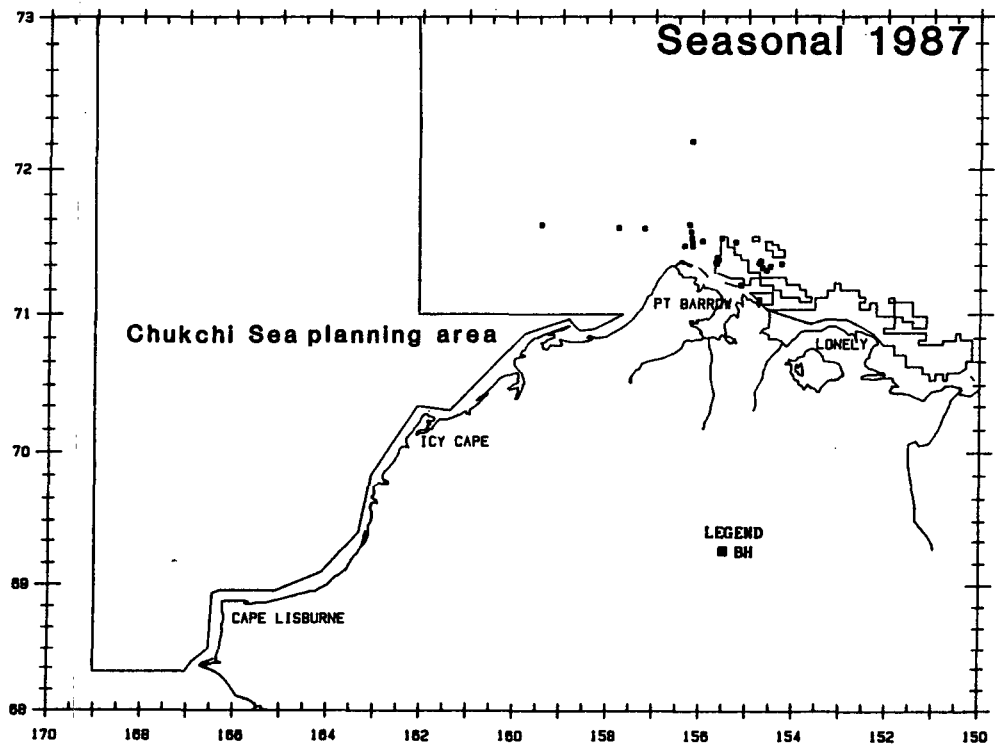 73
Seasonal 1987
72
71
PT BARROW
Chukchi Sea planning area
LONELY
70
ICY CAPE
LEGEND
BH
69
CAPE LISBURNE
68
170 168 166 164 162 160 158 156 154 152 150